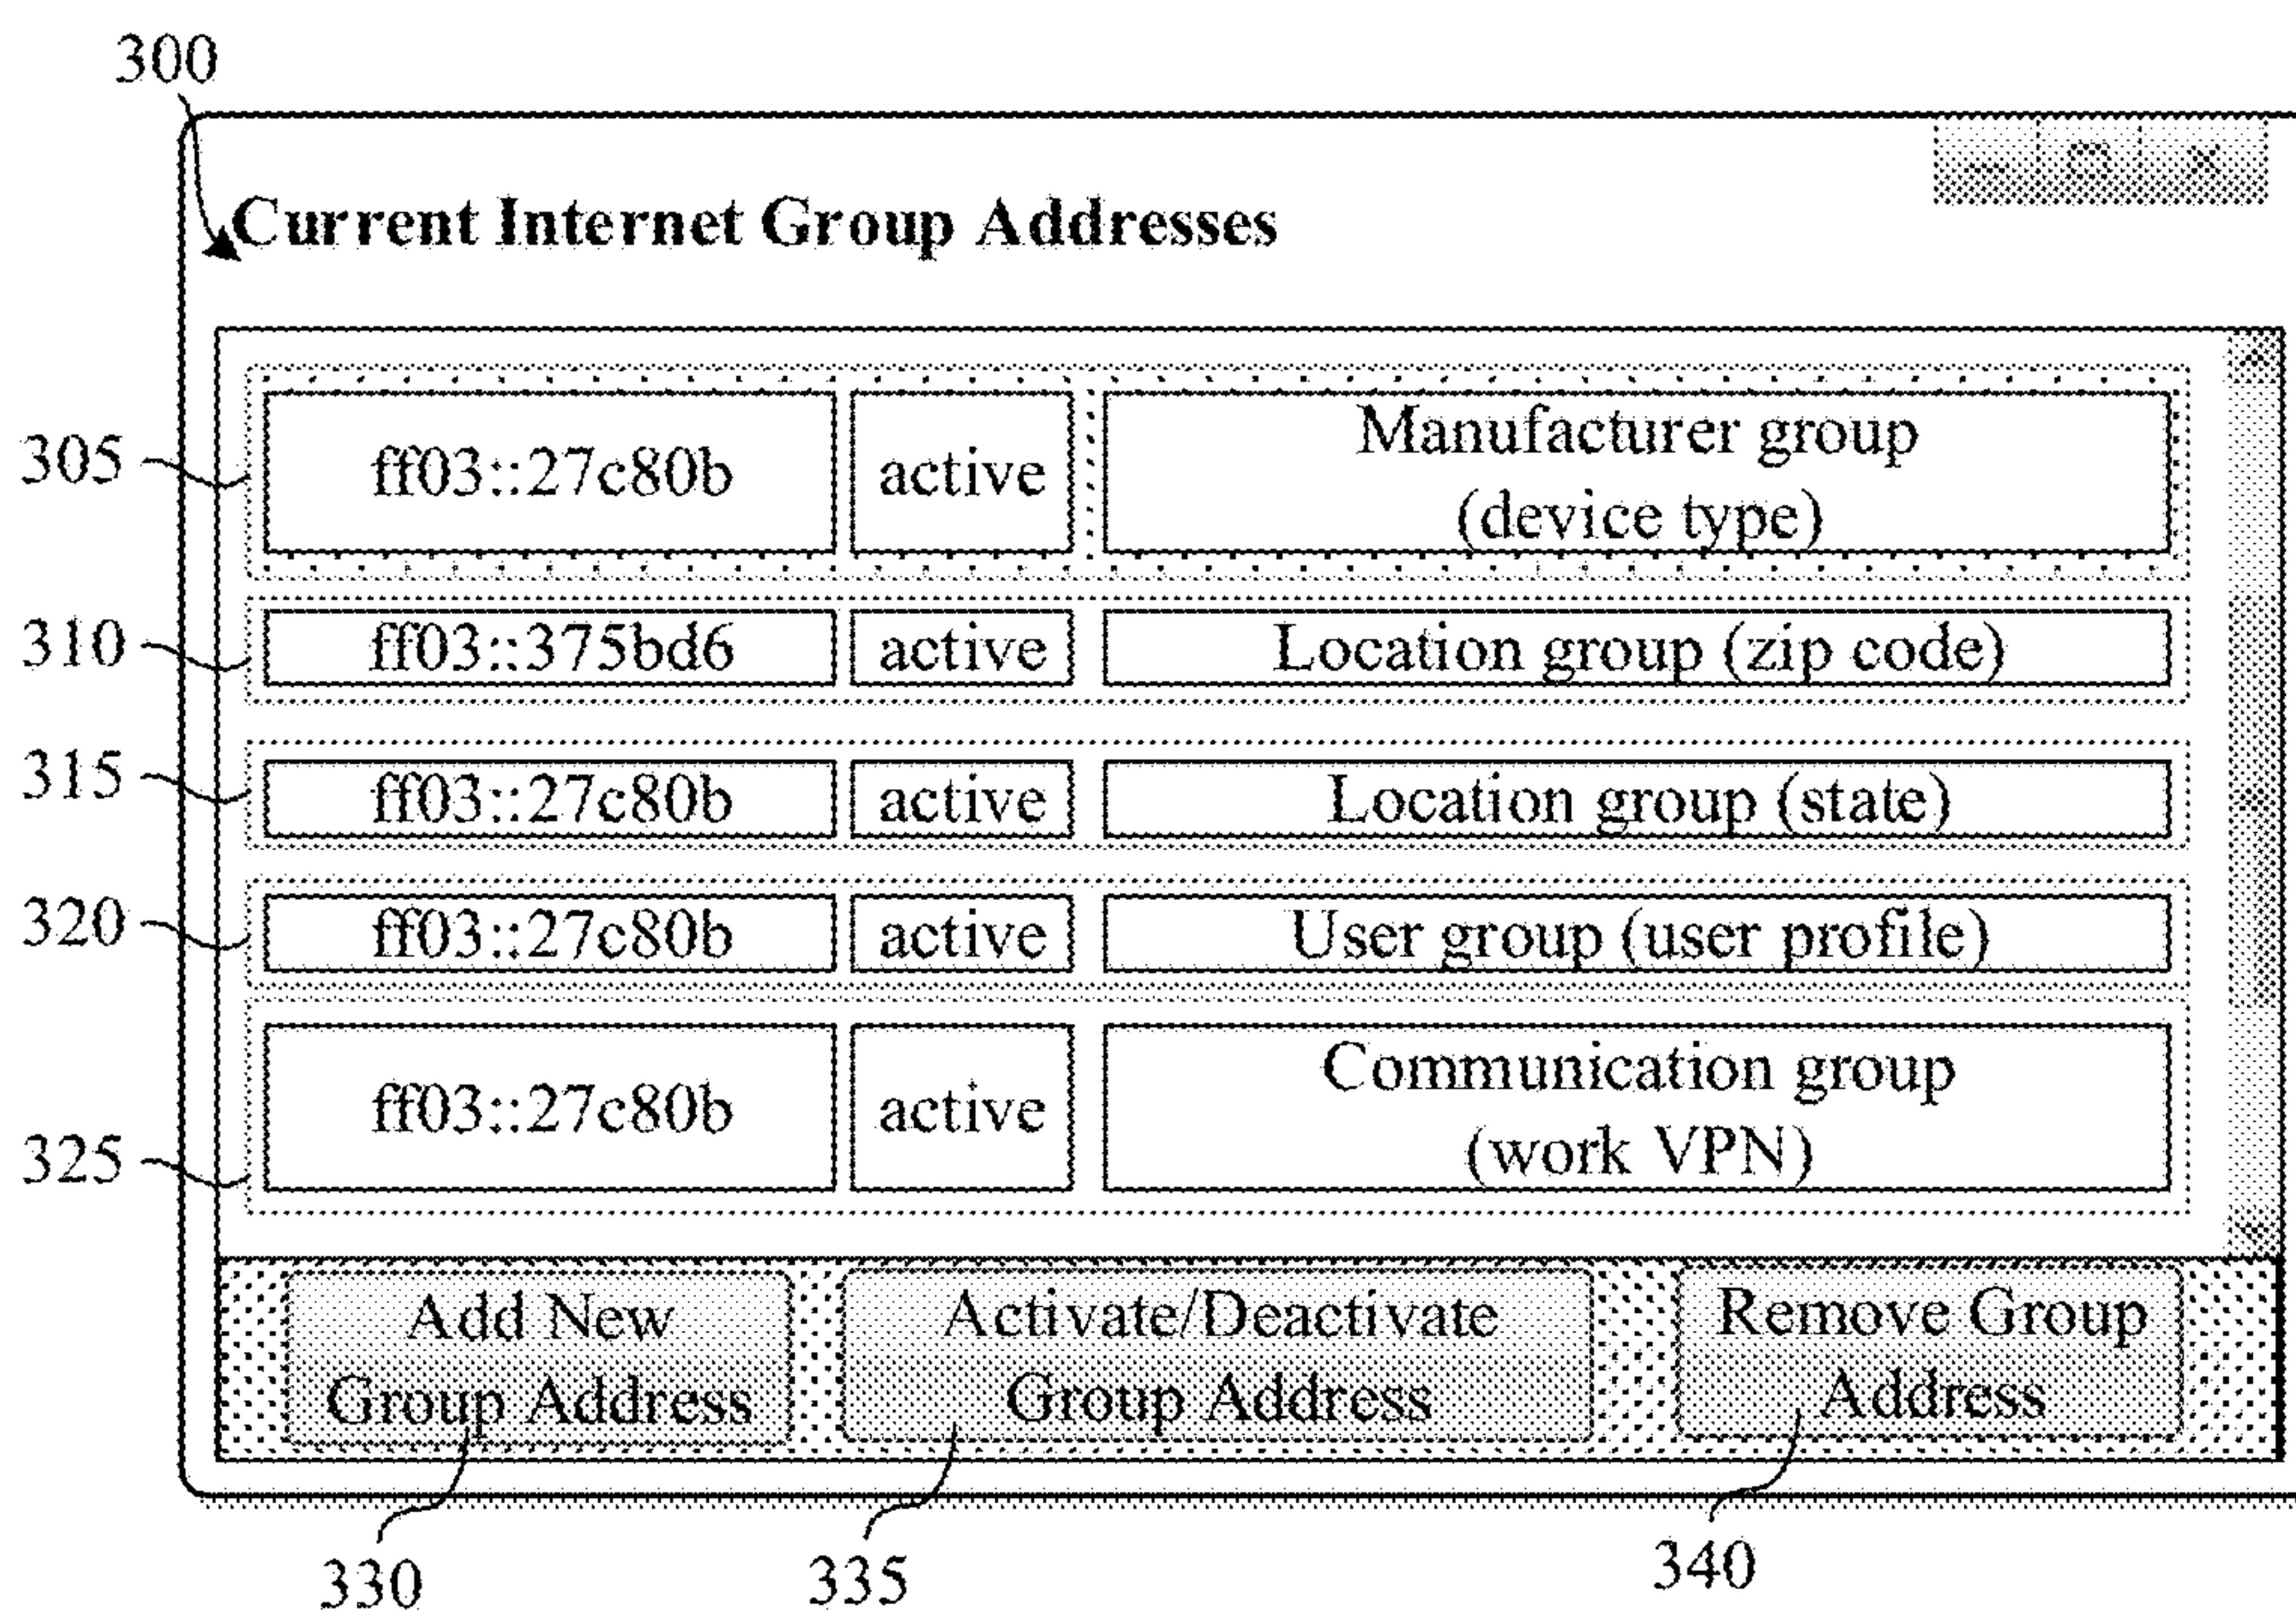 300
Current Internet Group Addresses
305
ff03::27c80b
active
Manufacturer group
(device type)
310
ff03::375bd6
active
Location group (zip code)
315
ff03::27c80b
active
Location group (state)
320
ff03::27c80b
active
User group (user profile)
325
ff03::27c80b
active
Communication group
(work VPN)
Add New
Group Address
Activate/Deactivate
Group Address
Remove Group
Address
330
335
340